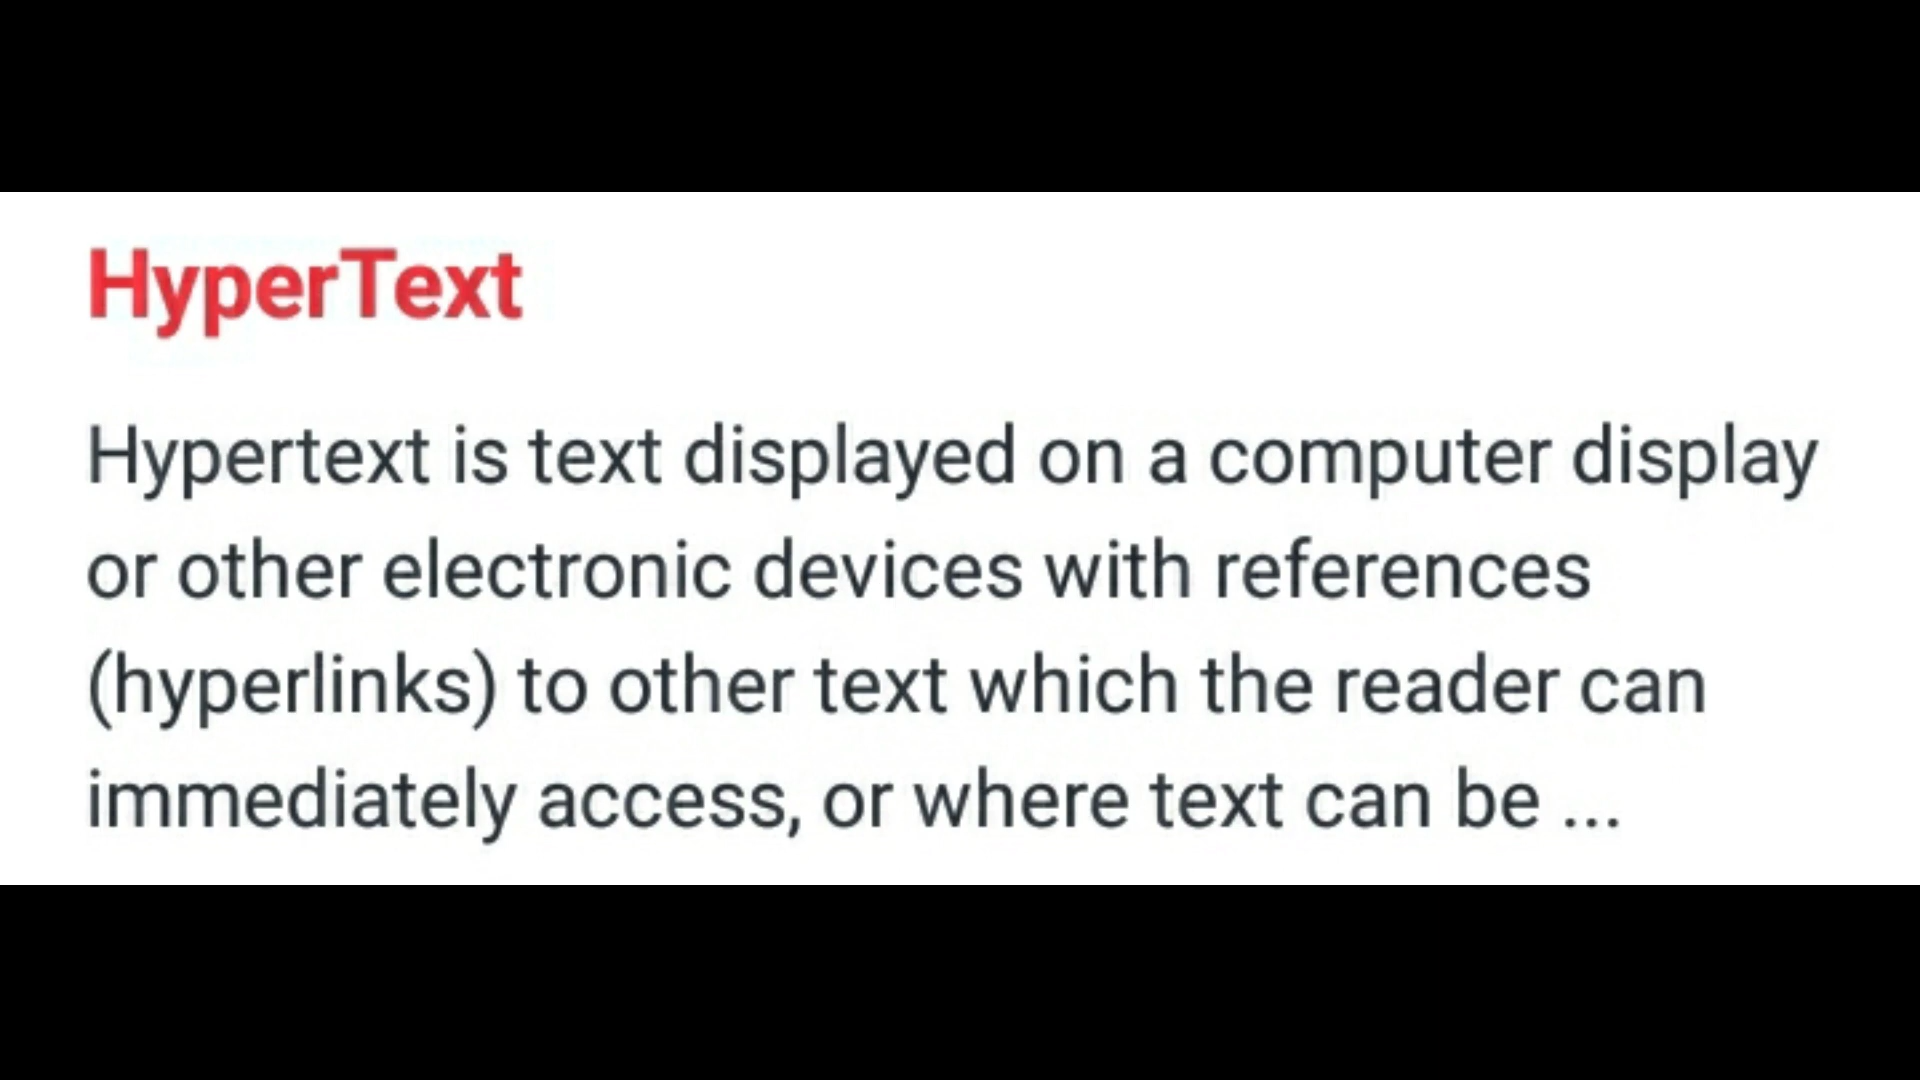 HyperText
Hypertext is text displayed on a computer display
or other electronic devices with references
(hyperlinks) to other text which the reader can
immediately access, or where text can be ...